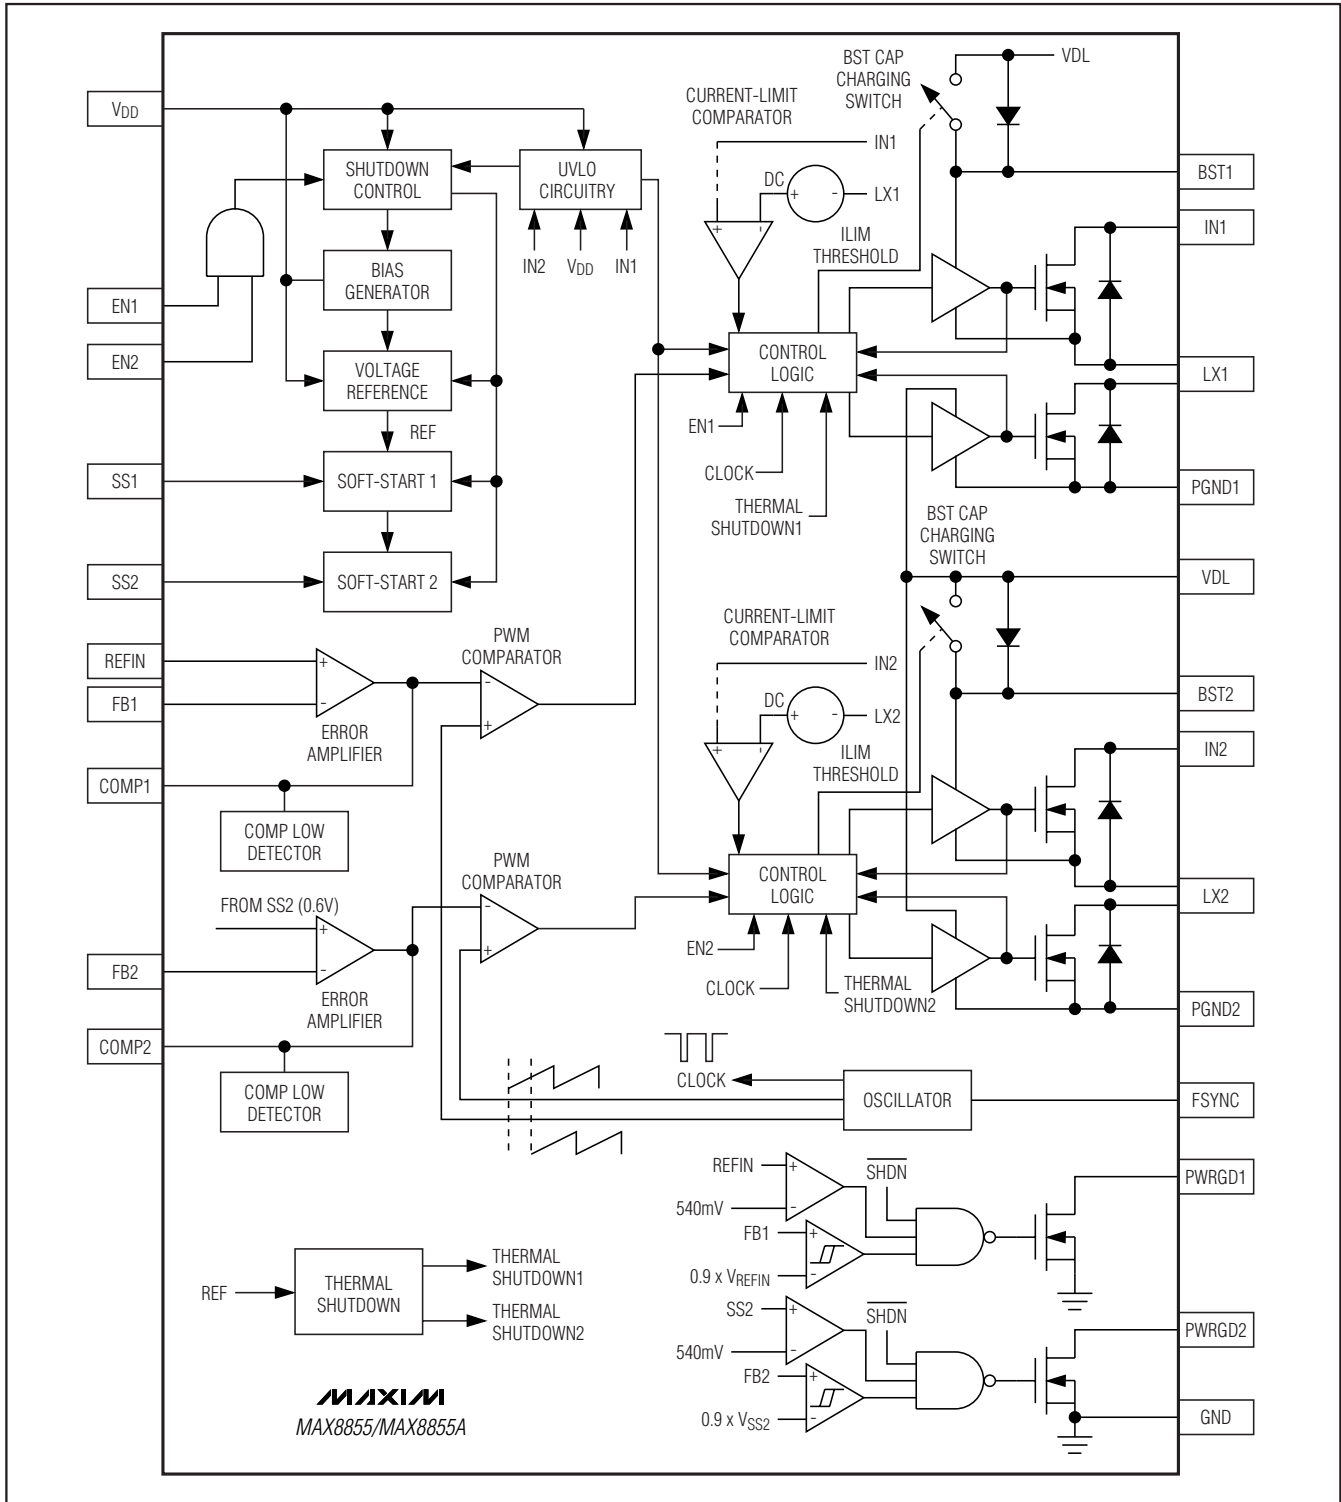 VDD
SHUTDOWN
CONTROL
UVLO
CIRCUITRY
IN2
VDD
IN1
BIAS
GENERATOR
EN1
EN2
VOLTAGE
REFERENCE
REF
SS1
SOFT-START 1
SS2
SOFT-START 2
CURRENT-LIMIT
COMPARATOR
BST CAP
CHARGING
SWITCH
VDL
IN1
DC
+
-
LX1
+
-
ILIM
THRESHOLD
BST1
IN1
CONTROL
LOGIC
LX1
EN1
CLOCK
THERMAL
SHUTDOWN1
PGND1
BST CAP
CHARGING
SWITCH
VDL
REFIN
+
FB1
-
ERROR
AMPLIFIER
PWM
COMPARATOR
-
+
COMP1
COMP LOW
DETECTOR
CURRENT-LIMIT
COMPARATOR
IN2
DC
+
-
LX2
+
-
ILIM
THRESHOLD
BST2
IN2
FROM SS2 (0.6V)
+
FB2
-
ERROR
AMPLIFIER
PWM
COMPARATOR
-
+
COMP2
COMP LOW
DETECTOR
CONTROL
LOGIC
LX2
EN2
CLOCK
THERMAL
SHUTDOWN2
PGND2
CLOCK
OSCILLATOR
FSYNC
REFIN
+
540mV
-
SHDN
FB1
+
0.9 x VREFIN
-
PWRGD1
REF
THERMAL
SHUTDOWN
THERMAL
SHUTDOWN1
THERMAL
SHUTDOWN2
SS2
+
540mV
-
SHDN
FB2
+
0.9 x VSS2
-
PWRGD2
GND
MAXIM
MAX8855/MAX8855A